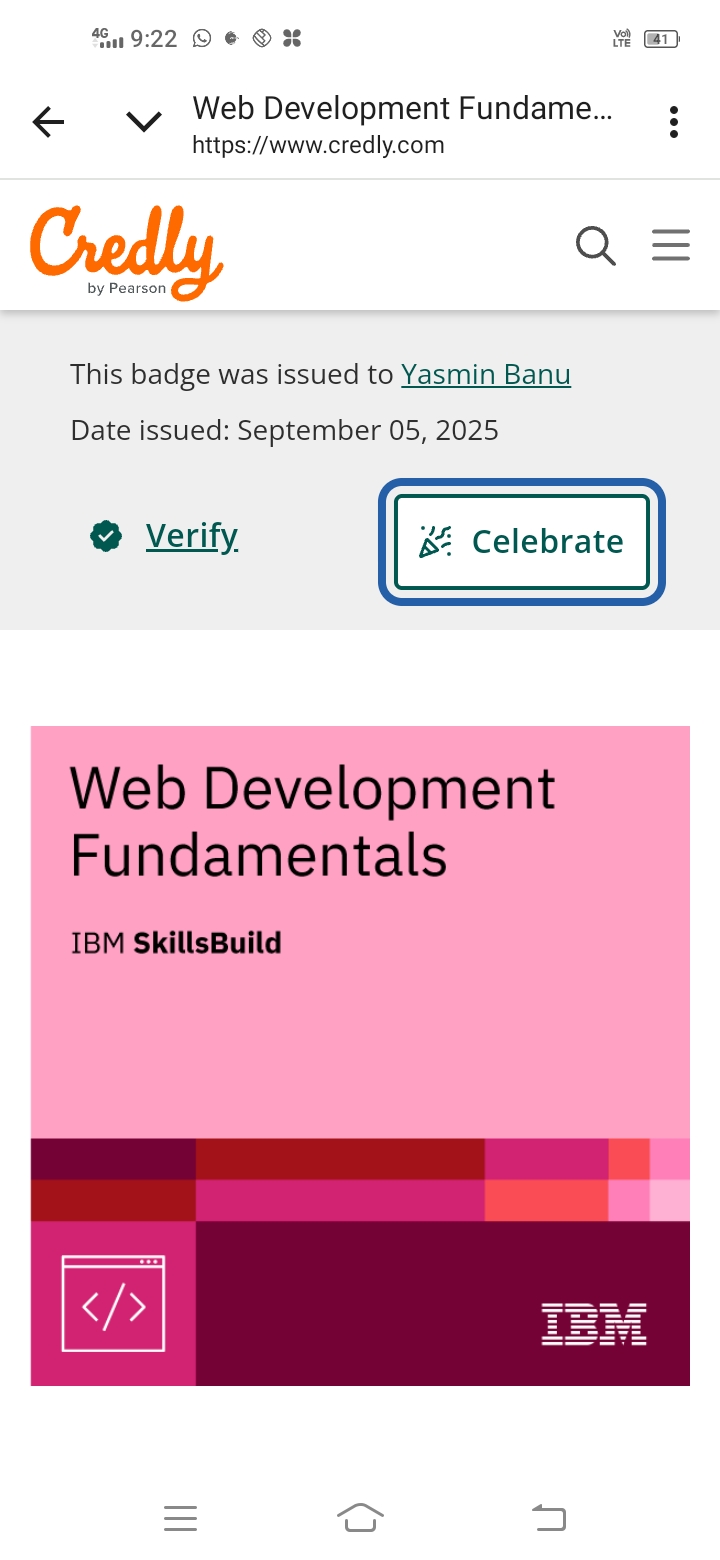 4G 9:22 Vo) LTE 41
Web Development Fundame...
https://www.credly.com
Credly
by Pearson
This badge was issued to Yasmin Banu
Date issued: September 05, 2025
Verify
Celebrate
Web Development
Fundamentals
IBM SkillsBuild
</>
IBM